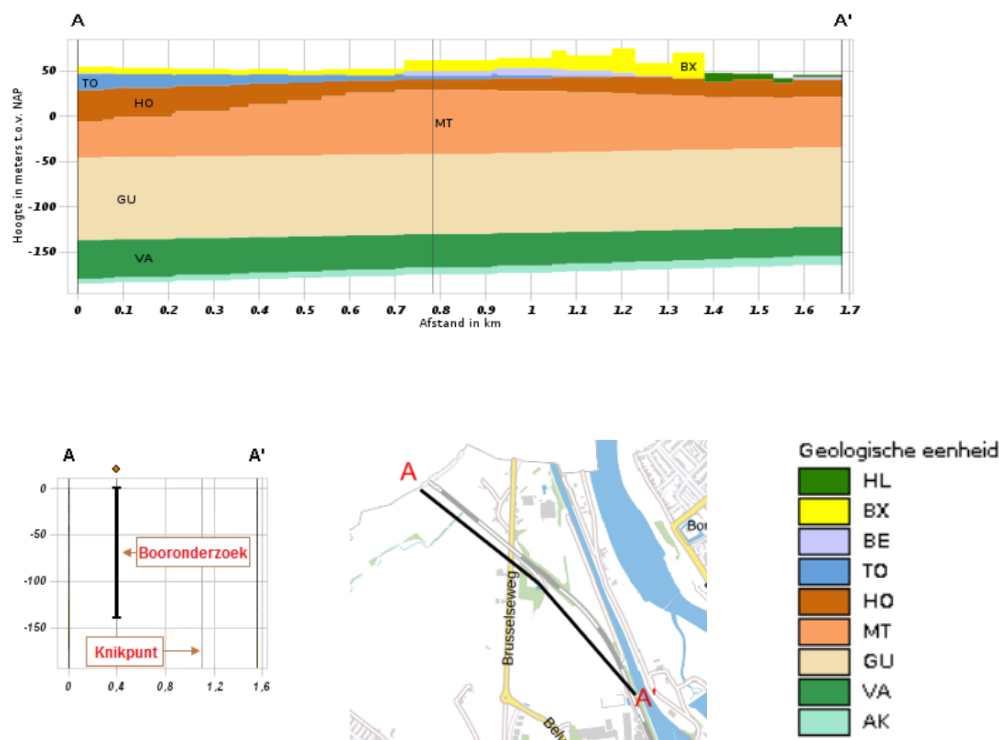 A A'
50
0
-50
-100
-150
Hoogte in meters t.o.v. NAP
TO
HO
BX
MT
GU
VA
0 0.1 0.2 0.3 0.4 0.5 0.6 0.7 0.8 0.9 1 1.1 1.2 1.3 1.4 1.5 1.6 1.7
Afstand in km
A A'
0
-50
-100
-150
Booronderzoek
Knikpunt
0 0,4 0,8 1,2 1,6
A
Brusselseweg
A'
Geologische eenheid
HL
BX
BE
TO
HO
MT
GU
VA
AK